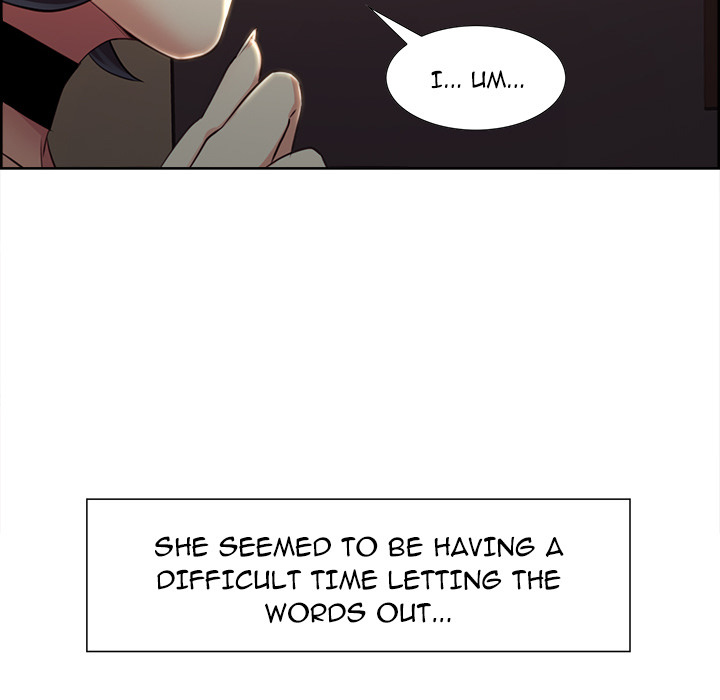 I... UM...
SHE SEEMED TO BE HAVING A
DIFFICULT TIME LETTING THE
WORDS OUT...